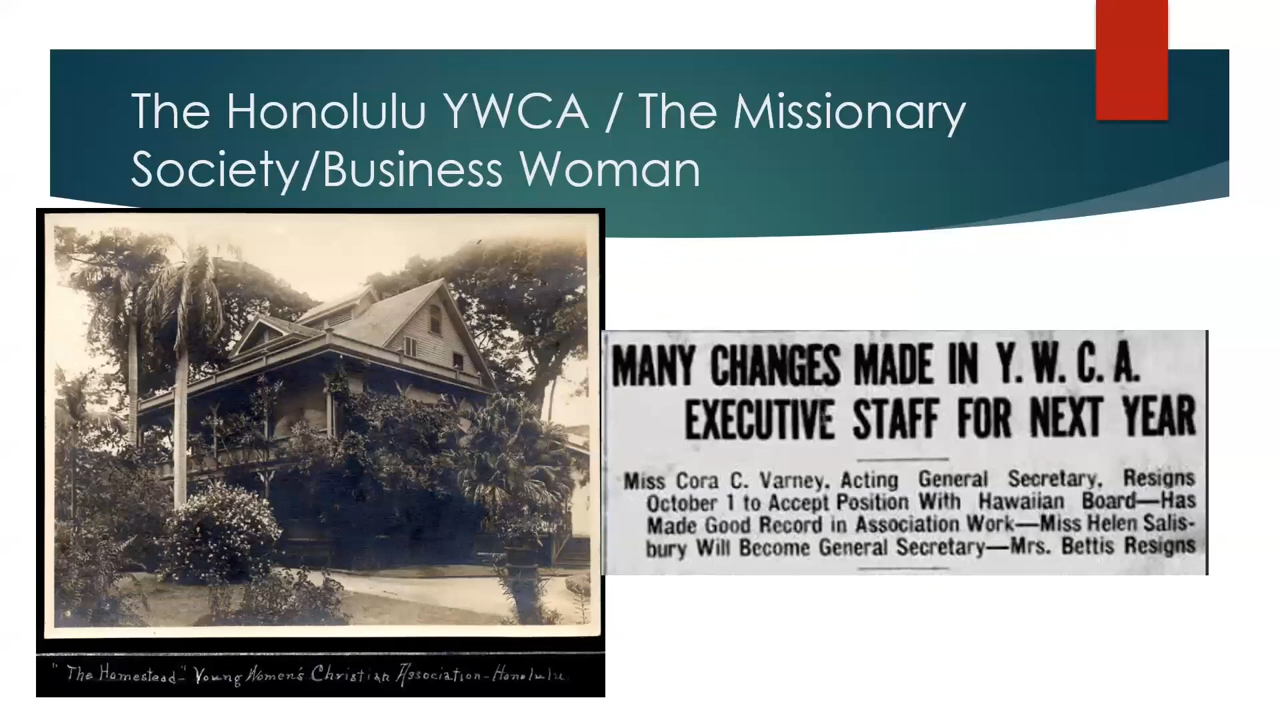 The Honolulu YWCA / The Missionary
Society/Business Woman
MANY CHANGES MADE IN Y. W. C. A.
EXECUTIVE STAFF FOR NEXT YEAR
Miss Cora C. Varney, Acting General Secretary, Resigns
October 1 to Accept Position With Hawaiian Board—Has
Made Good Record in Association Work—Miss Helen Salis-
bury Will Become General Secretary—Mrs. Bettis Resigns
"The Homestead" Young Women's Christian Association-Honolulu